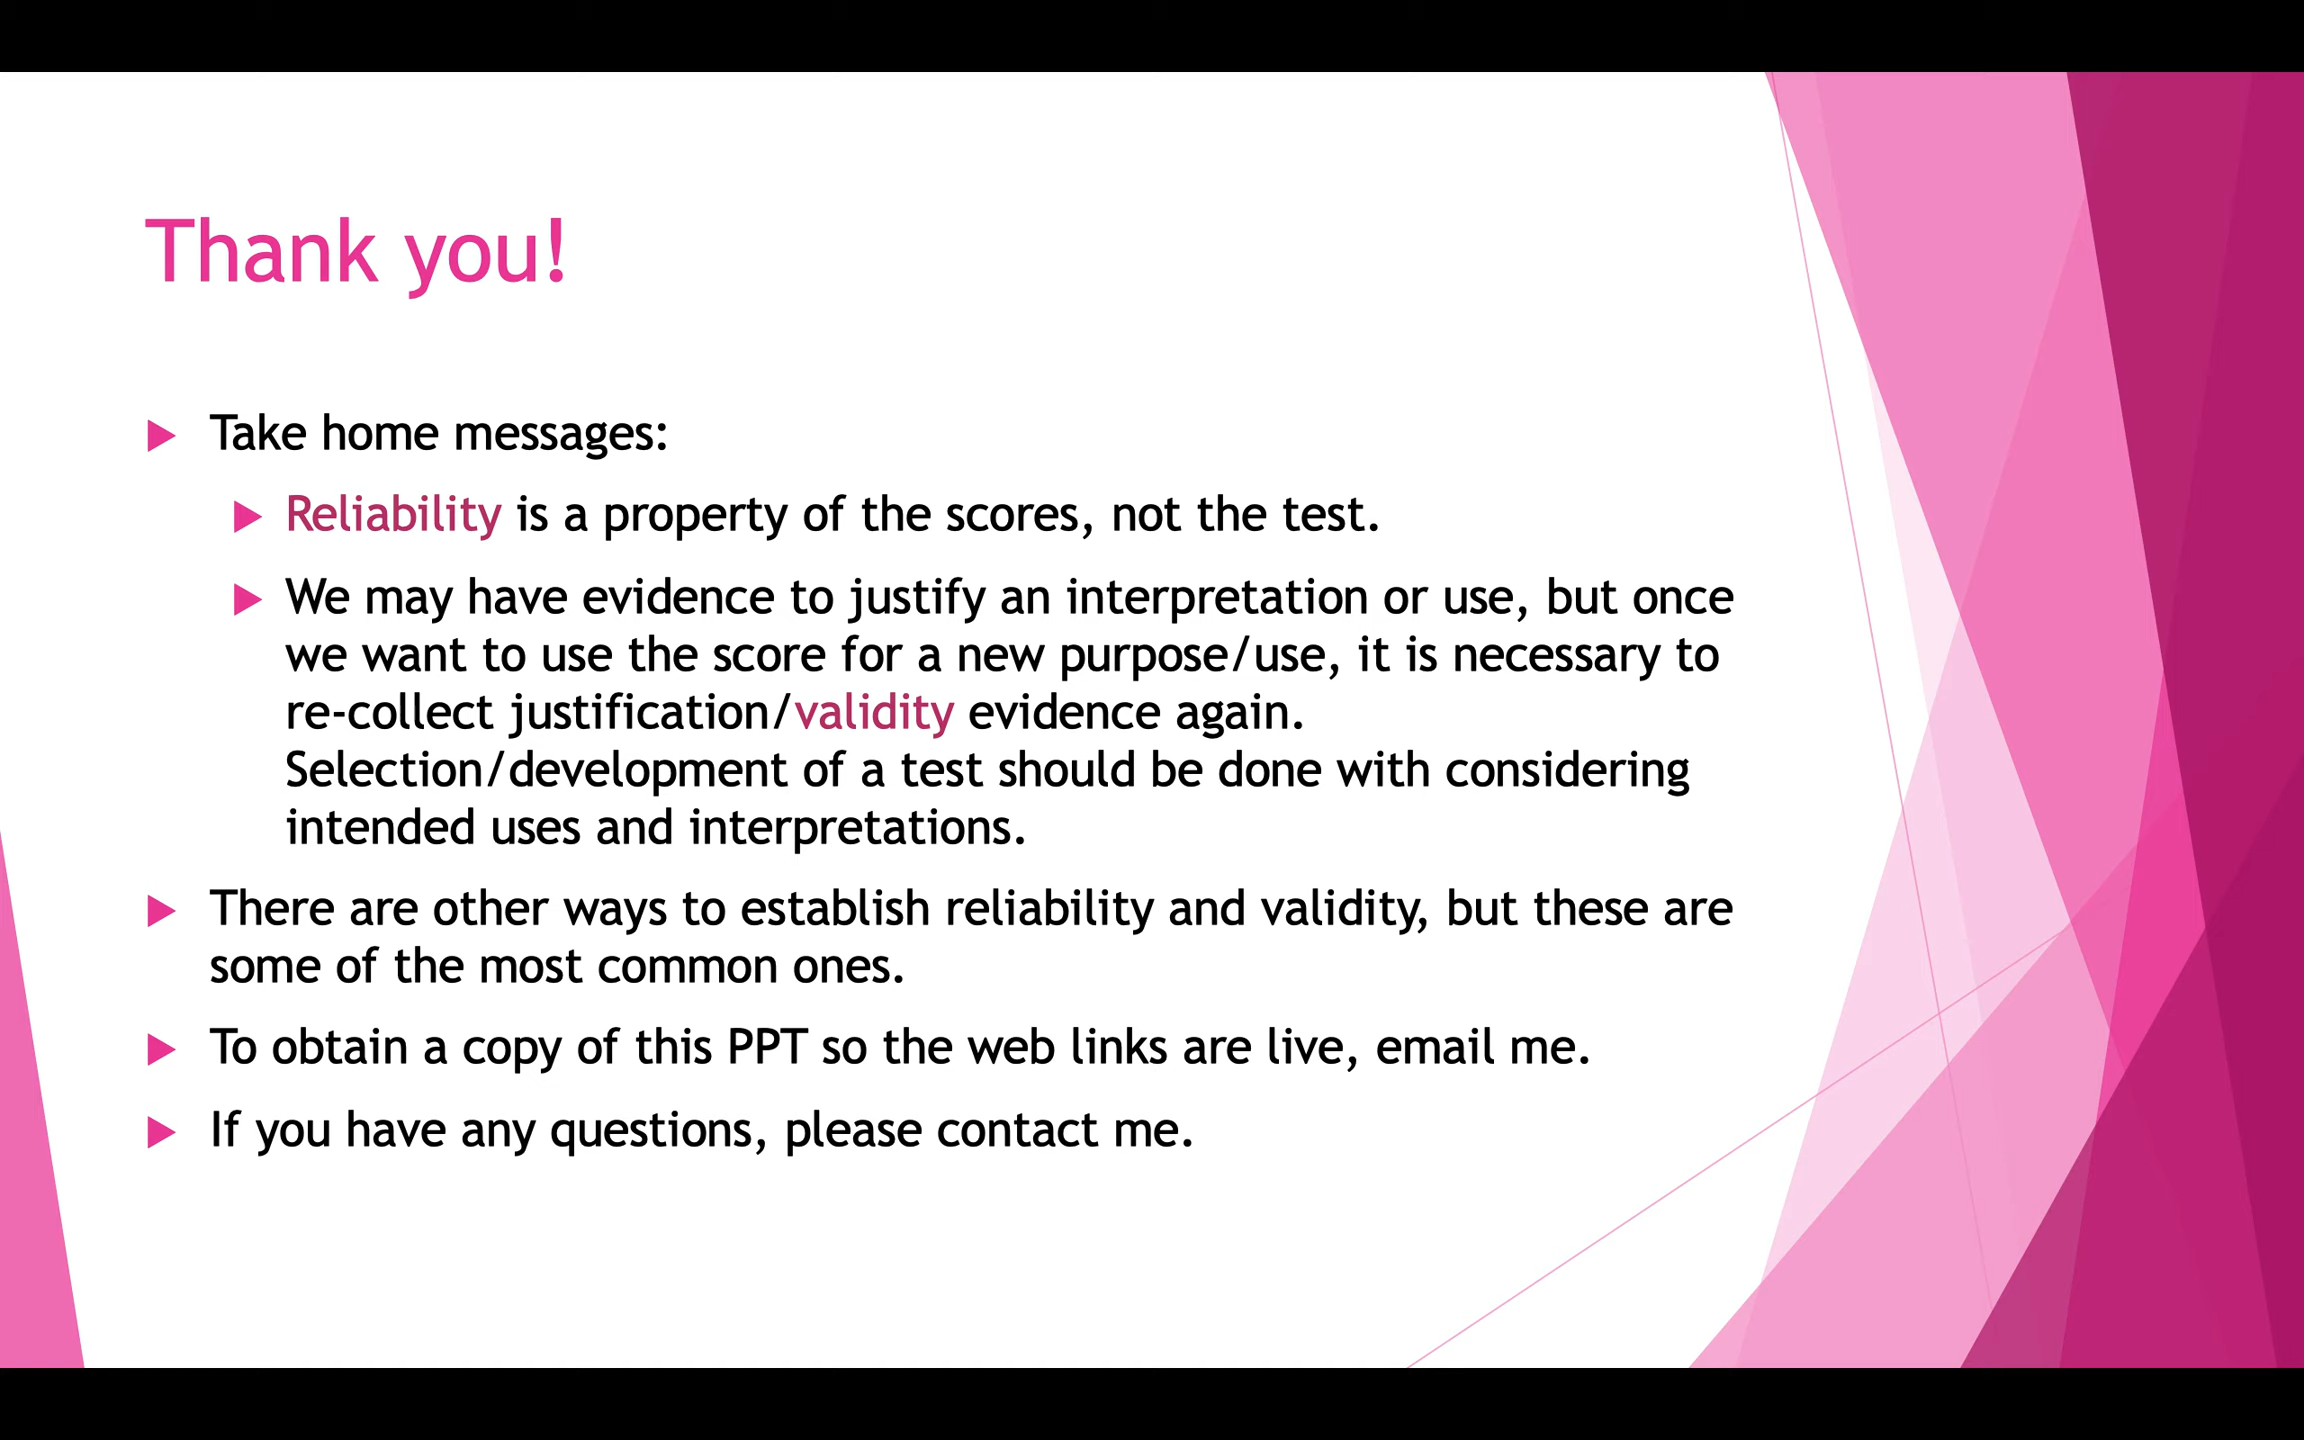 Thank you!
Take home messages:
Reliability is a property of the scores, not the test.
We may have evidence to justify an interpretation or use, but once
we want to use the score for a new purpose/use, it is necessary to
re-collect justification/validity evidence again.
Selection/development of a test should be done with considering
intended uses and interpretations.
There are other ways to establish reliability and validity, but these are
some of the most common ones.
To obtain a copy of this PPT so the web links are live, email me.
If you have any questions, please contact me.